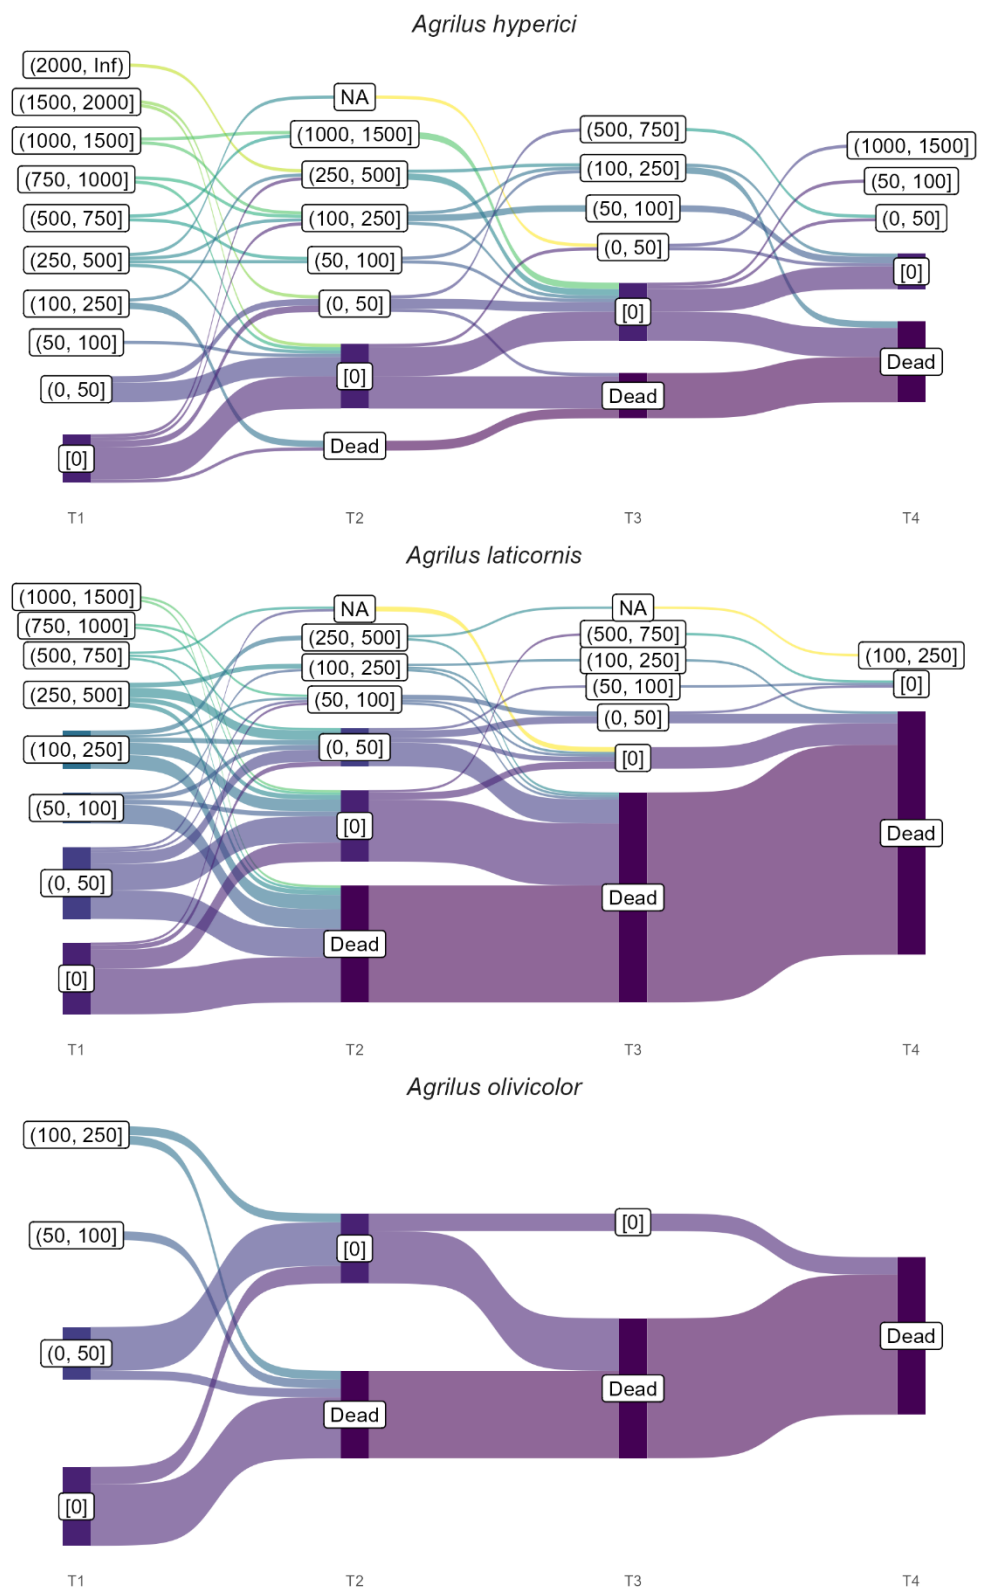 Agrilus hyperici
(2000, Inf)
(1500, 2000]
(1000, 1500]
(750, 1000]
(500, 750]
(250, 500]
(100, 250]
(50, 100]
(0, 50]
[0]
NA
(1000, 1500]
(250, 500]
(100, 250]
(50, 100]
(0, 50]
[0]
Dead
(500, 750]
(100, 250]
(50, 100]
(0, 50]
[0]
Dead
(1000, 1500]
(50, 100]
(0, 50]
[0]
Dead
T1 T2 T3 T4
Agrilus laticornis
(1000, 1500]
(750, 1000]
(500, 750]
(250, 500]
(100, 250]
(50, 100]
(0, 50]
[0]
NA
(250, 500]
(100, 250]
(50, 100]
(0, 50]
[0]
Dead
NA
(500, 750]
(100, 250]
(50, 100]
(0, 50]
[0]
Dead
(100, 250]
[0]
Dead
T1 T2 T3 T4
Agrilus olivicolor
(100, 250]
(50, 100]
(0, 50]
[0]
[0]
Dead
[0]
Dead
Dead
T1 T2 T3 T4